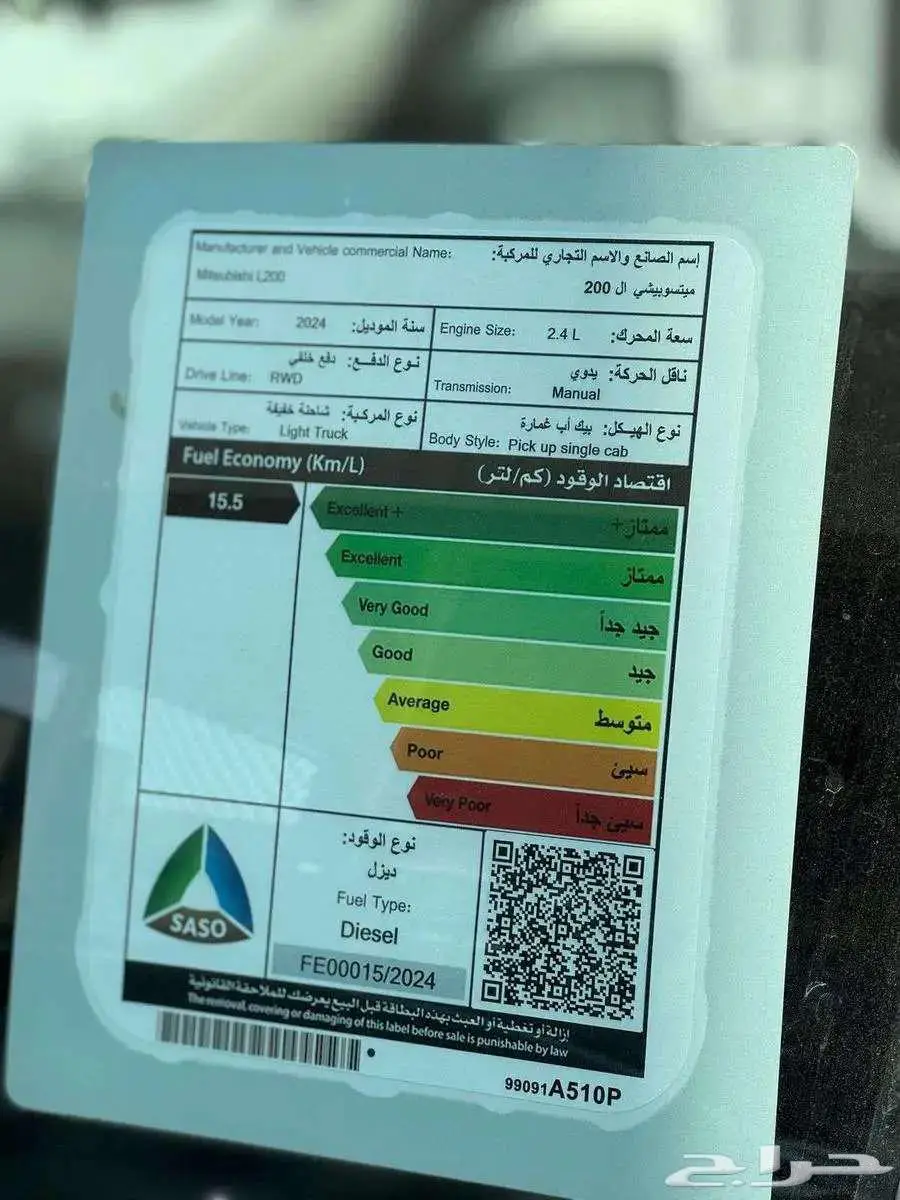 Manufacturer and Vehicle commercial Name: إسم الصانع والاسم التجاري للمركبة:
Mitsubishi L200 ميتسوبيشي ال 200
Model Year: 2024 سنة الموديل:
Engine Size: 2.4 L سعة المحرك:
نوع الدفـع: دفع خلفي
Drive Line: RWD
ناقل الحركة: يدوي
Transmission: Manual
نوع المركبة: شاحنة خفيفة
Vehicle Type: Light Truck
نوع الهيـكل: بيك أب غمارة
Body Style: Pick up single cab
Fuel Economy (Km/L) اقتصاد الوقود (كم/لتر)
15.5
Excellent + ممتاز+
Excellent ممتاز
Very Good جيد جداً
Good جيد
Average متوسط
Poor سيئ
Very Poor سيئ جداً
SASO
نوع الوقود:
ديزل
Fuel Type:
Diesel
FE00015/2024
إزالة أو تغطية أو العبث بهذه البطاقة قبل البيع يعرضك للملاحقة القانونية
The removal, covering or damaging of this label before sale is punishable by law
99091A510P
حراج